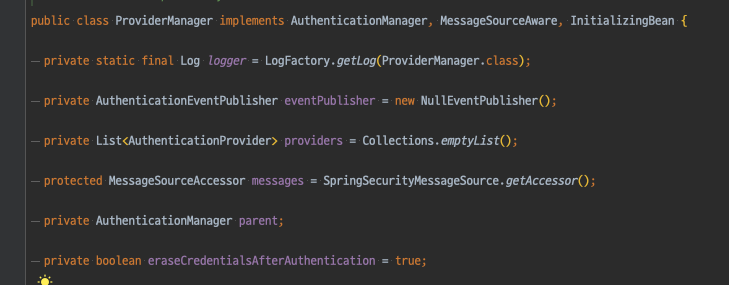 public class ProviderManager implements AuthenticationManager, MessageSourceAware, InitializingBean {
private static final Log logger = LogFactory.getLog(ProviderManager.class);
private AuthenticationEventPublisher eventPublisher = new NullEventPublisher();
private List<AuthenticationProvider> providers = Collections.emptyList();
protected MessageSourceAccessor messages = SpringSecurityMessageSource.getAccessor();
private AuthenticationManager parent;
private boolean eraseCredentialsAfterAuthentication = true;